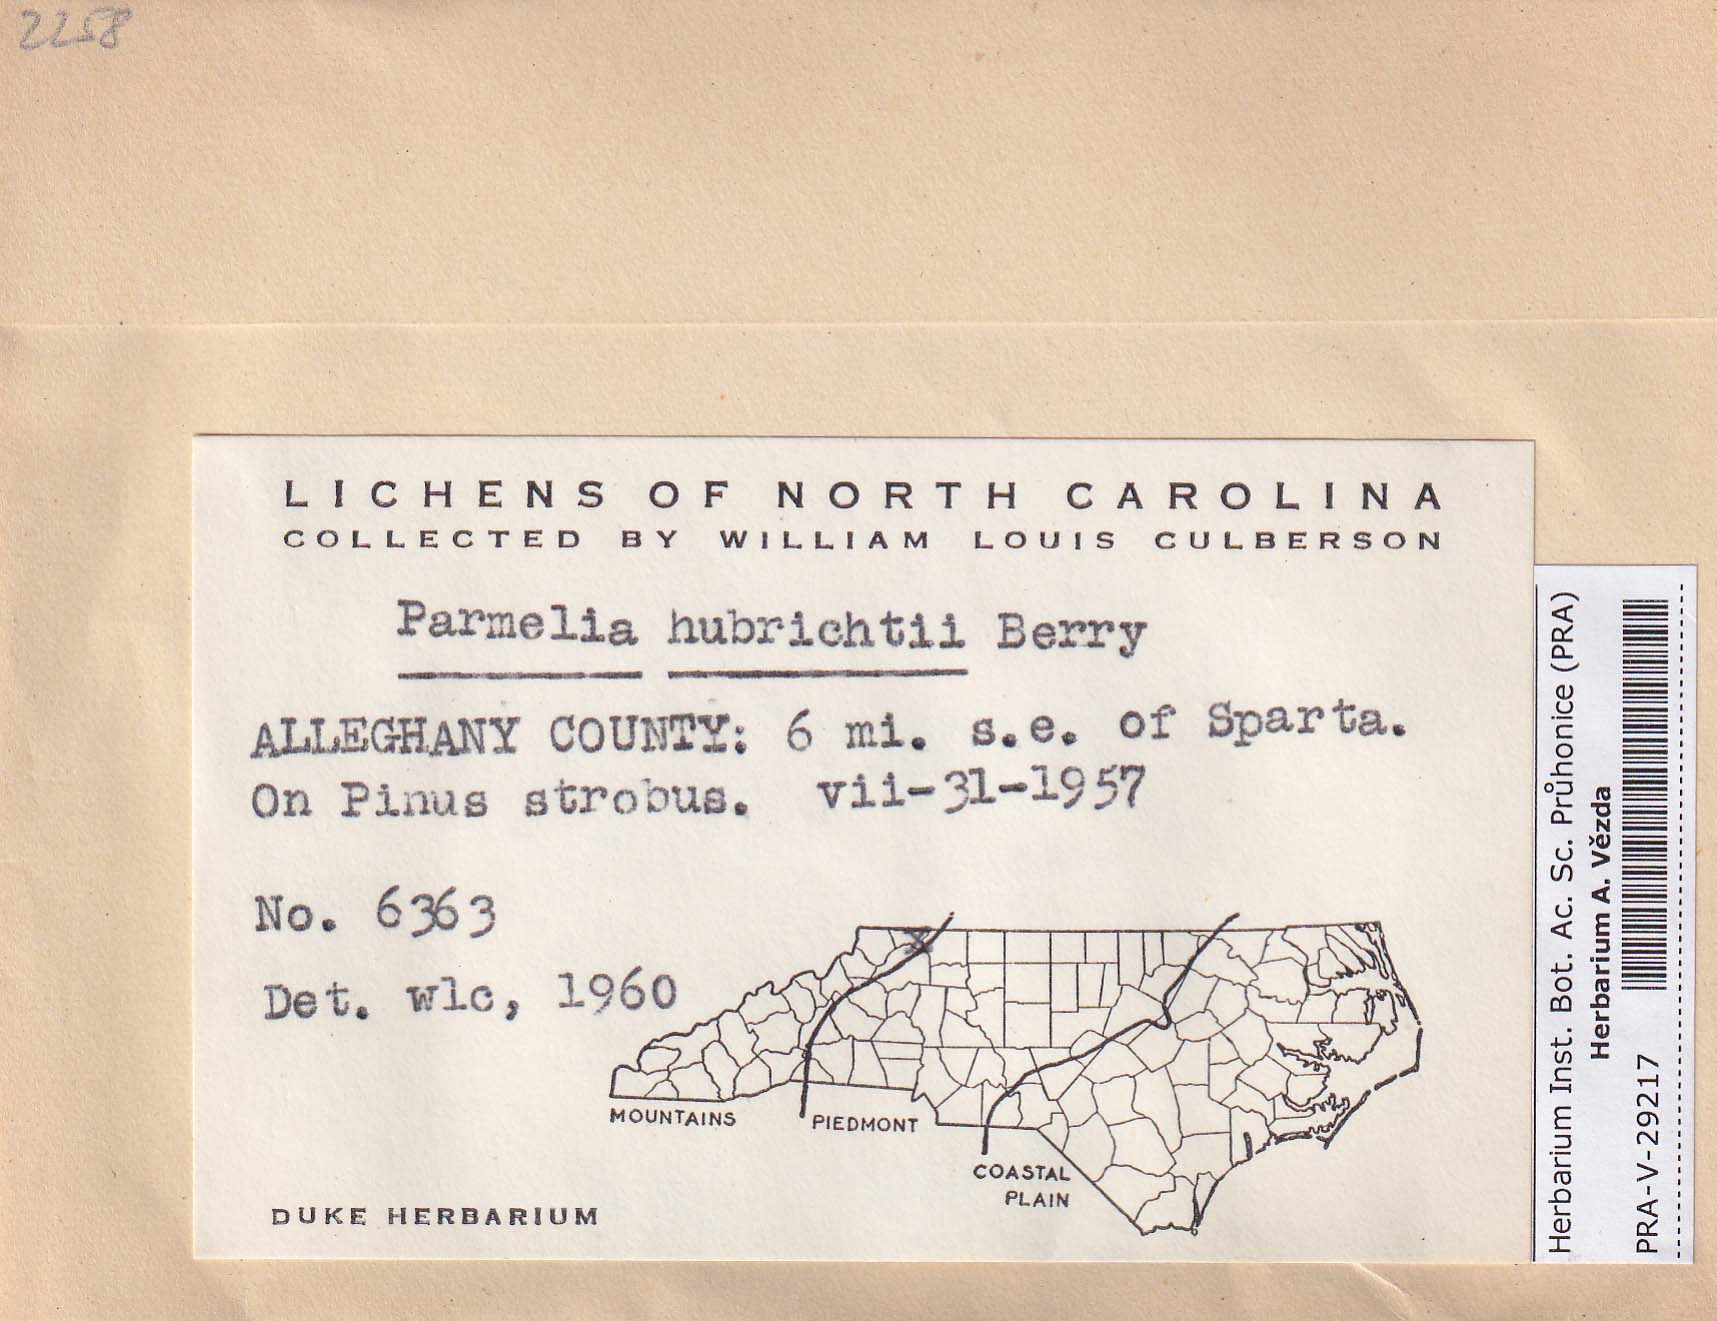 2258
LICHENS OF NORTH CAROLINA
COLLECTED BY WILLIAM LOUIS CULBERSON
Parmelia hubrichtii Berry
ALLEGHANY COUNTY: 6 mi. s.e. of Sparta.
On Pinus strobus. vii-31-1957
No. 6363
Det. wlc, 1960
MOUNTAINS
PIEDMONT
COASTAL
PLAIN
DUKE HERBARIUM
Herbarium Inst. Bot. Ac. Sc. Průhonice (PRA)
Herbarium A. Vězda
PRA-V-29217